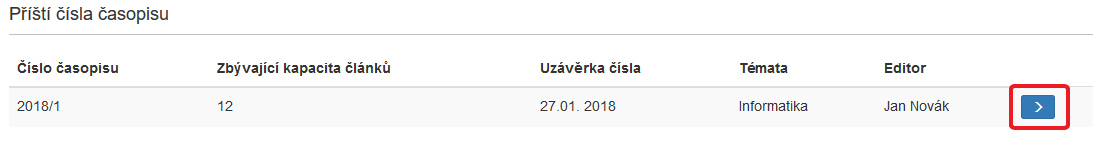 Příští čísla časopisu
Číslo časopisu Zbývající kapacita článků Uzávěrka čísla Témata Editor
2018/1 12 27.01. 2018 Informatika Jan Novák